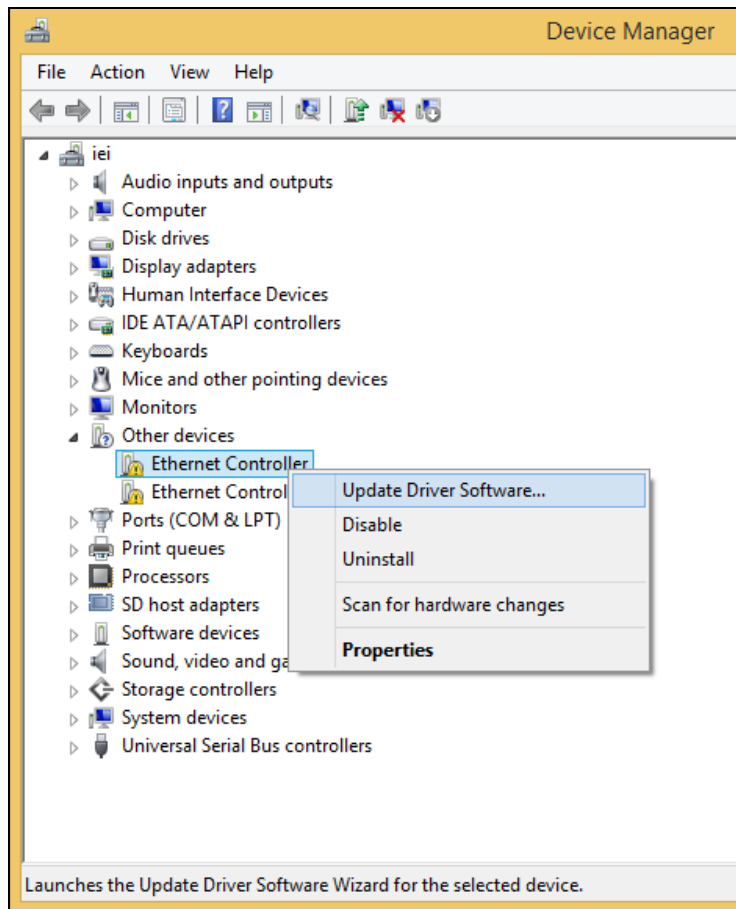 Device Manager
File Action View Help
iei
Audio inputs and outputs
Computer
Disk drives
Display adapters
Human Interface Devices
IDE ATA/ATAPI controllers
Keyboards
Mice and other pointing devices
Monitors
Other devices
Ethernet Controller
Ethernet Control
Ports (COM & LPT)
Print queues
Processors
SD host adapters
Software devices
Sound, video and ga
Storage controllers
System devices
Universal Serial Bus controllers
Update Driver Software...
Disable
Uninstall
Scan for hardware changes
Properties
Launches the Update Driver Software Wizard for the selected device.